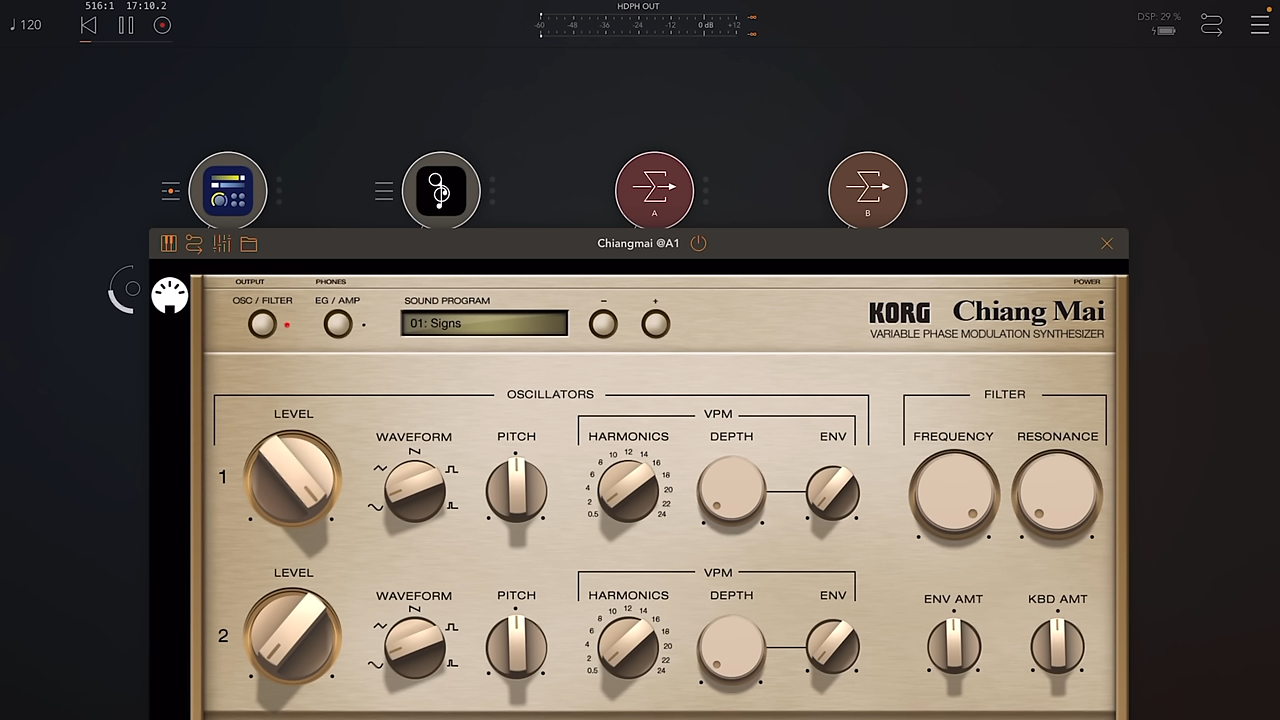 516:1 17:10.2
♩ 120
HDPH OUT
-60 -48 -36 -24 -12 0 dB +12
-∞
-∞
DSP: 29 %
A
B
Chiangmai @A1
OUTPUT
PHONES
POWER
OSC / FILTER
EG / AMP
SOUND PROGRAM
−
+
01: Signs
KORG Chiang Mai
VARIABLE PHASE MODULATION SYNTHESIZER
OSCILLATORS
FILTER
LEVEL
VPM
WAVEFORM
PITCH
HARMONICS
DEPTH
ENV
FREQUENCY
RESONANCE
1
0.5 2 4 6 8 10 12 14 16 18 20 22 24
LEVEL
VPM
WAVEFORM
PITCH
HARMONICS
DEPTH
ENV
ENV AMT
KBD AMT
2
0.5 2 4 6 8 10 12 14 16 18 20 22 24